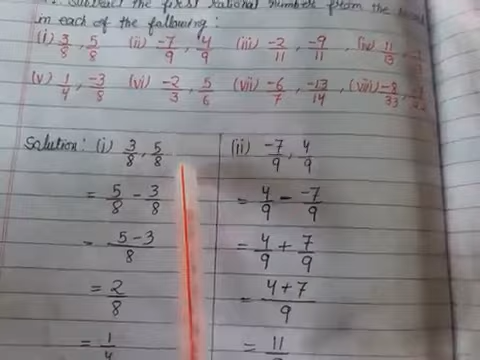 Subtract the first rational number from the
in each of the following:
(i) 3/8, 5/8 (ii) -7/9, 4/9 (iii) -2/11, -9/11, (iv) 11/13
(v) 1/4, -3/8 (vi) -2/3, 5/6 (vii) -6/7, -13/14, (viii) -8/33
Solution: (i) 3/8, 5/8 (ii) -7/9, 4/9
= 5/8 - 3/8 = 4/9 - -7/9
= 5-3/8 = 4/9 + 7/9
= 2/8 = 4+7/9
= 1/4 = 11